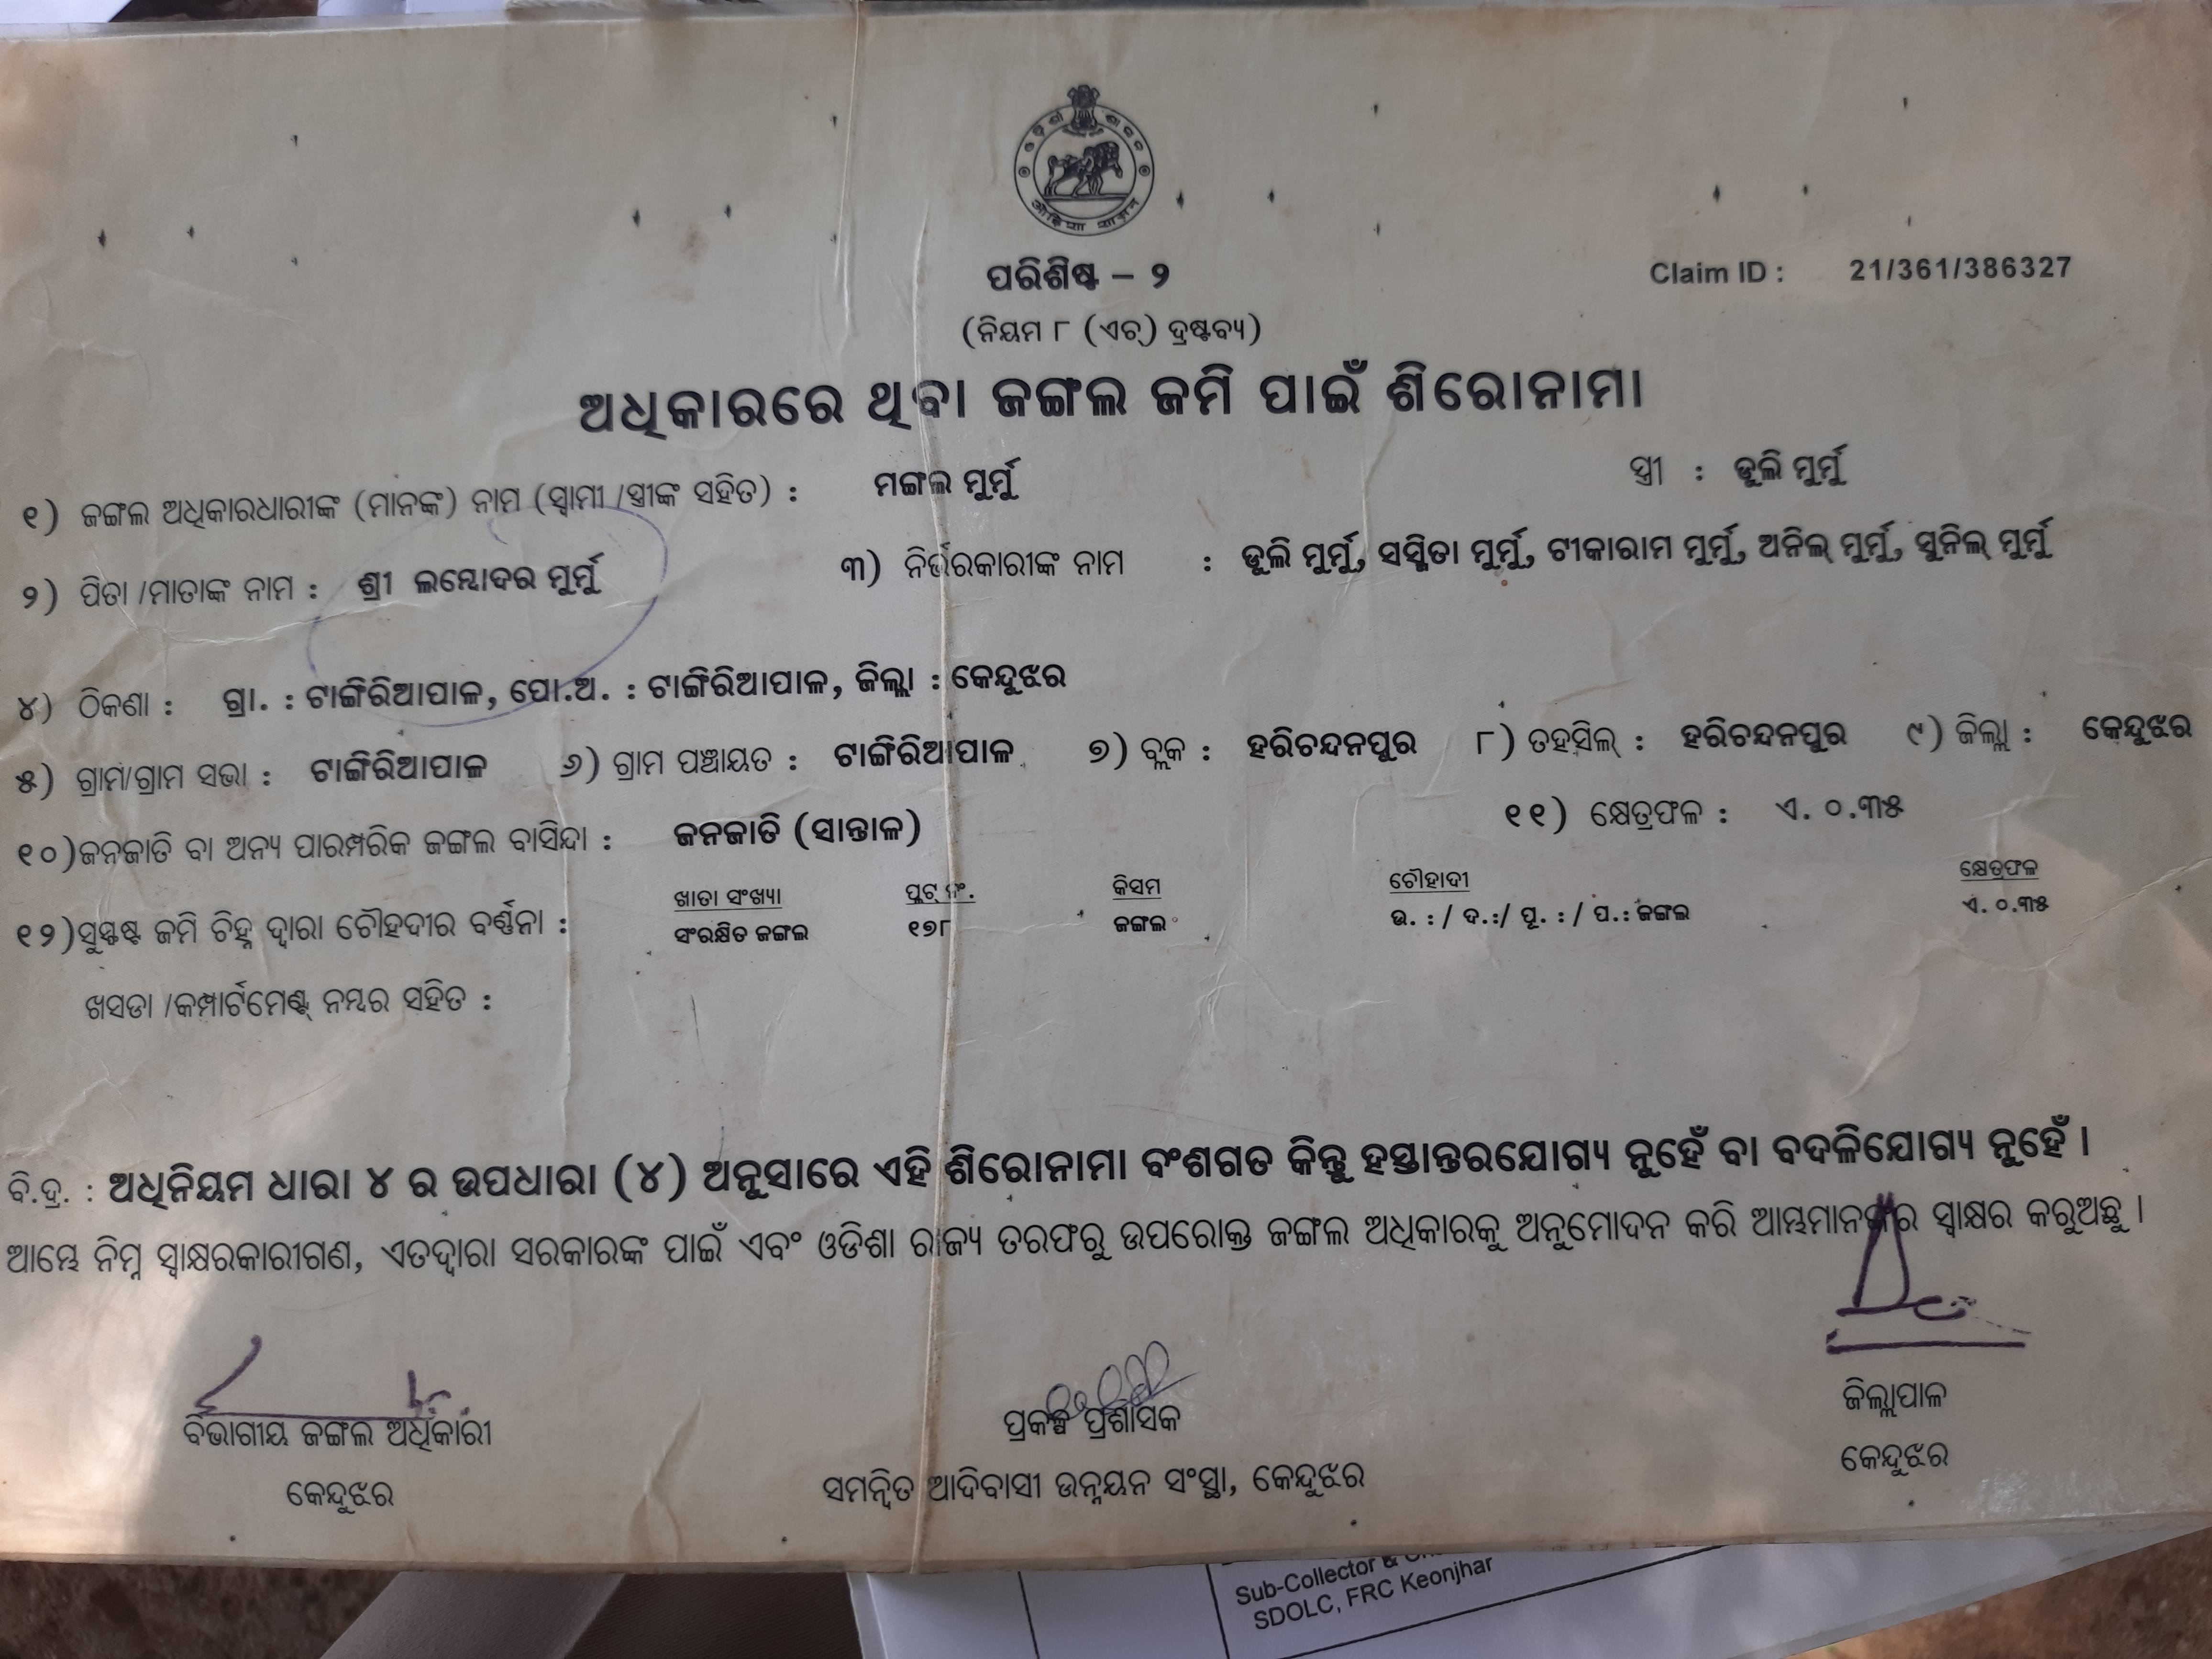 ଓଡ଼ିଶା ଶାସନ
ओड़िशा शासन
ପରିଶିଷ୍ଟ – ୨
Claim ID : 21/361/386327
(ନିୟମ ୮ (ଏଚ୍) ଦ୍ରଷ୍ଟବ୍ୟ)
ଅଧିକାରରେ ଥିବା ଜଙ୍ଗଲ ଜମି ପାଇଁ ଶିରୋନାମା
୧) ଜଙ୍ଗଲ ଅଧିକାରଧାରୀଙ୍କ (ମାନଙ୍କ) ନାମ (ସ୍ଵାମୀ /ସ୍ତ୍ରୀଙ୍କ ସହିତ) : ମଙ୍ଗଲ ମୁର୍ମୁ ସ୍ତ୍ରୀ : ଡୁଲି ମୁର୍ମୁ
୨) ପିତା /ମାତାଙ୍କ ନାମ : ଶ୍ରୀ ଲମ୍ବୋଦର ମୁର୍ମୁ ୩) ନିର୍ଭରକାରୀଙ୍କ ନାମ : ଡୁଲି ମୁର୍ମୁ, ସସ୍ମିତା ମୁର୍ମୁ, ଟୀକାରାମ ମୁର୍ମୁ, ଅନିଲ୍ ମୁର୍ମୁ, ସୁନିଲ୍ ମୁର୍ମୁ
୪) ଠିକଣା : ଗ୍ରା. : ଟାଙ୍ଗିରିଆପାଳ, ପୋ.ଅ. : ଟାଙ୍ଗିରିଆପାଳ, ଜିଲ୍ଲା : କେନ୍ଦୁଝର
୫) ଗ୍ରାମ/ଗ୍ରାମ ସଭା : ଟାଙ୍ଗିରିଆପାଳ ୬) ଗ୍ରାମ ପଞ୍ଚାୟତ : ଟାଙ୍ଗିରିଆପାଳ ୭) ବ୍ଲକ : ହରିଚନ୍ଦନପୁର ୮) ତହସିଲ୍ : ହରିଚନ୍ଦନପୁର ୯) ଜିଲ୍ଲା : କେନ୍ଦୁଝର
୧୦)ଜନଜାତି ବା ଅନ୍ୟ ପାରମ୍ପରିକ ଜଙ୍ଗଲ ବାସିନ୍ଦା : ଜନଜାତି (ସାନ୍ତାଳ) ୧୧) କ୍ଷେତ୍ରଫଳ : ଏ. ୦.୩୫
ଖାତା ସଂଖ୍ୟା ପ୍ଲଟ୍ ନଂ. କିସମ ଚୌହାଦୀ କ୍ଷେତ୍ରଫଳ
୧୨)ସୁସ୍ପଷ୍ଟ ଜମି ଚିହ୍ନ ଦ୍ଵାରା ଚୌହଦୀର ବର୍ଣ୍ଣନା : ସଂରକ୍ଷିତ ଜଙ୍ଗଲ ୧୭୮ ଜଙ୍ଗଲ ଉ. : / ଦ.:/ ପୂ. : / ପ.: ଜଙ୍ଗଲ ଏ. ୦.୩୫
ଖସଡା /କମ୍ପାର୍ଟମେଣ୍ଟ୍ ନମ୍ବର ସହିତ :
ବି.ଦ୍ର. : ଅଧିନିୟମ ଧାରା ୪ ର ଉପଧାରା (୪) ଅନୁସାରେ ଏହି ଶିରୋନାମା ବଂଶଗତ କିନ୍ତୁ ହସ୍ତାନ୍ତରଯୋଗ୍ୟ ନୁହେଁ ବା ବଦଳିଯୋଗ୍ୟ ନୁହେଁ ।
ଆମ୍ଭେ ନିମ୍ନ ସ୍ଵାକ୍ଷରକାରୀଗଣ, ଏତଦ୍ଵାରା ସରକାରଙ୍କ ପାଇଁ ଏବଂ ଓଡିଶା ରାଜ୍ୟ ତରଫରୁ ଉପରୋକ୍ତ ଜଙ୍ଗଲ ଅଧିକାରକୁ ଅନୁମୋଦନ କରି ଆମ୍ଭମାନଙ୍କର ସ୍ଵାକ୍ଷର କରୁଅଛୁ ।
ବିଭାଗୀୟ ଜଙ୍ଗଲ ଅଧିକାରୀ ପ୍ରକଳ୍ପ ପ୍ରଶାସକ ଜିଲ୍ଲାପାଳ
କେନ୍ଦୁଝର ସମନ୍ୱିତ ଆଦିବାସୀ ଉନ୍ନୟନ ସଂସ୍ଥା, କେନ୍ଦୁଝର କେନ୍ଦୁଝର
Sub-Collector &
SDOLC, FRC Keonjhar